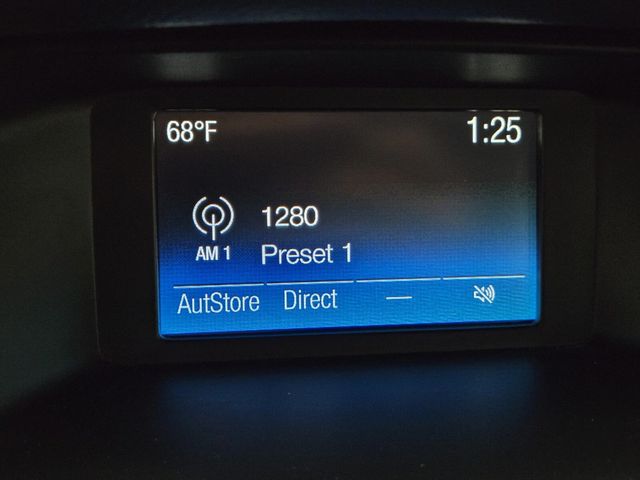 68°F 1:25
1280
AM 1 Preset 1
AutStore Direct —